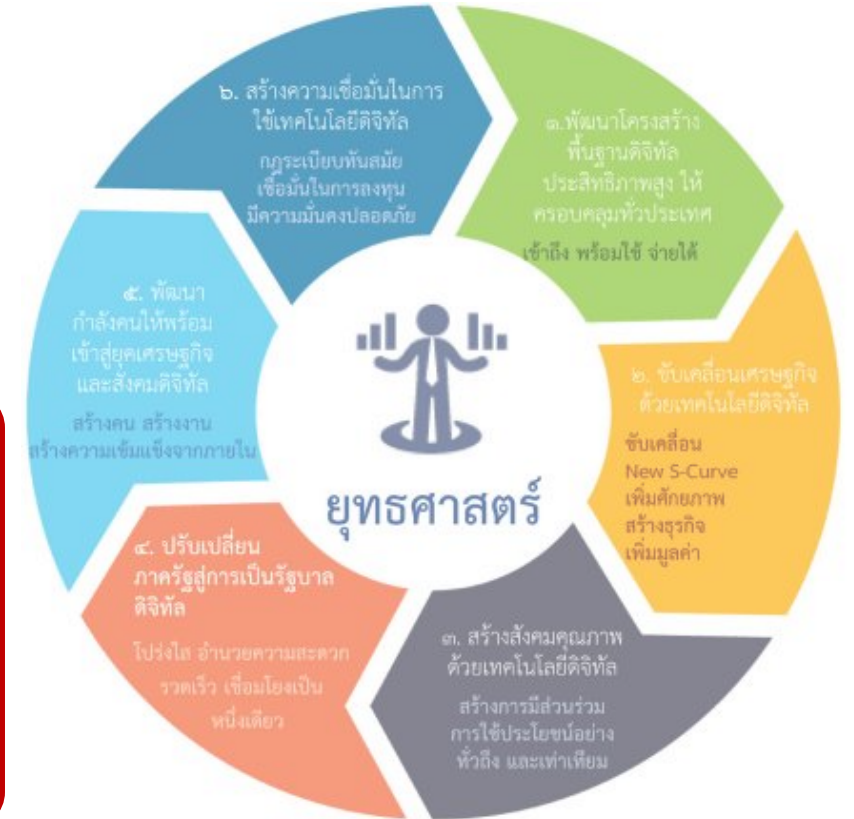 ๖. สร้างความเชื่อมั่นในการ
ใช้เทคโนโลยีดิจิทัล
กฎระเบียบทันสมัย
เชื่อมั่นในการลงทุน
มีความมั่นคงปลอดภัย
๑.พัฒนาโครงสร้าง
พื้นฐานดิจิทัล
ประสิทธิภาพสูง ให้
ครอบคลุมทั่วประเทศ
เข้าถึง พร้อมใช้ จ่ายได้
๒. ขับเคลื่อนเศรษฐกิจ
ด้วยเทคโนโลยีดิจิทัล
ขับเคลื่อน
New S-Curve
เพิ่มศักยภาพ
สร้างธุรกิจ
เพิ่มมูลค่า
๓. สร้างสังคมคุณภาพ
ด้วยเทคโนโลยีดิจิทัล
สร้างการมีส่วนร่วม
การใช้ประโยชน์อย่าง
ทั่วถึง และเท่าเทียม
๔. ปรับเปลี่ยน
ภาครัฐสู่การเป็นรัฐบาล
ดิจิทัล
โปร่งใส อำนวยความสะดวก
รวดเร็ว เชื่อมโยงเป็น
หนึ่งเดียว
๕. พัฒนา
กำลังคนให้พร้อม
เข้าสู่ยุคเศรษฐกิจ
และสังคมดิจิทัล
สร้างคน สร้างงาน
สร้างความเข้มแข็งจากภายใน
ยุทธศาสตร์